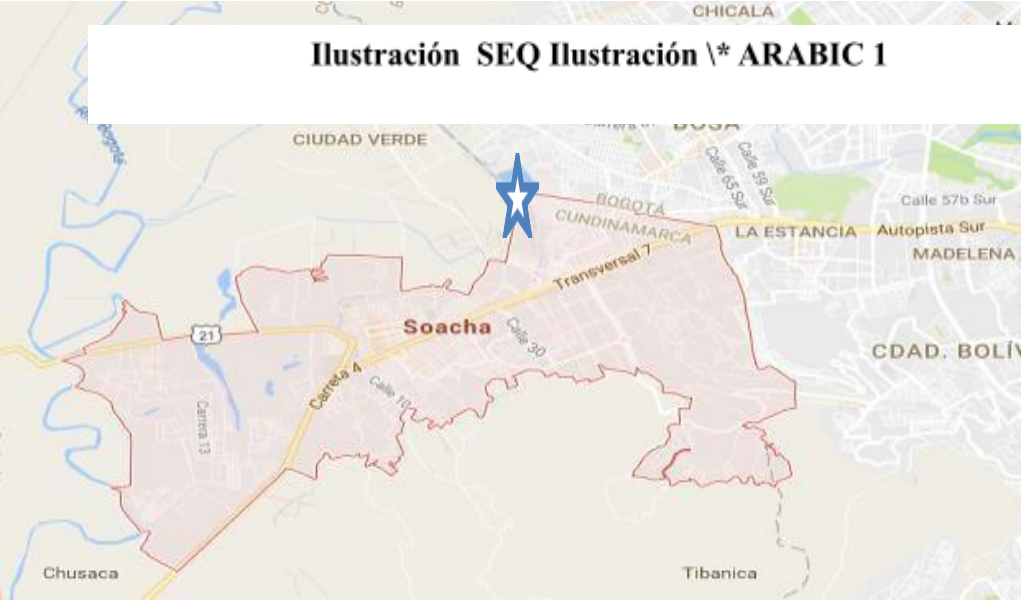 CHICALA
Ilustración SEQ Ilustración \* ARABIC 1
BOSA
Bogotá
CIUDAD VERDE
Calle 65 Sur
Calle 59 Sur
Calle 57b Sur
BOGOTÁ
CUNDINAMARCA
LA ESTANCIA
Autopista Sur
MADELENA
Transversal 7
21
Soacha
Calle 30
CDAD. BOLÍV
Carrera 4
Calle 10
Carrera 13
Chusaca
Tibanica